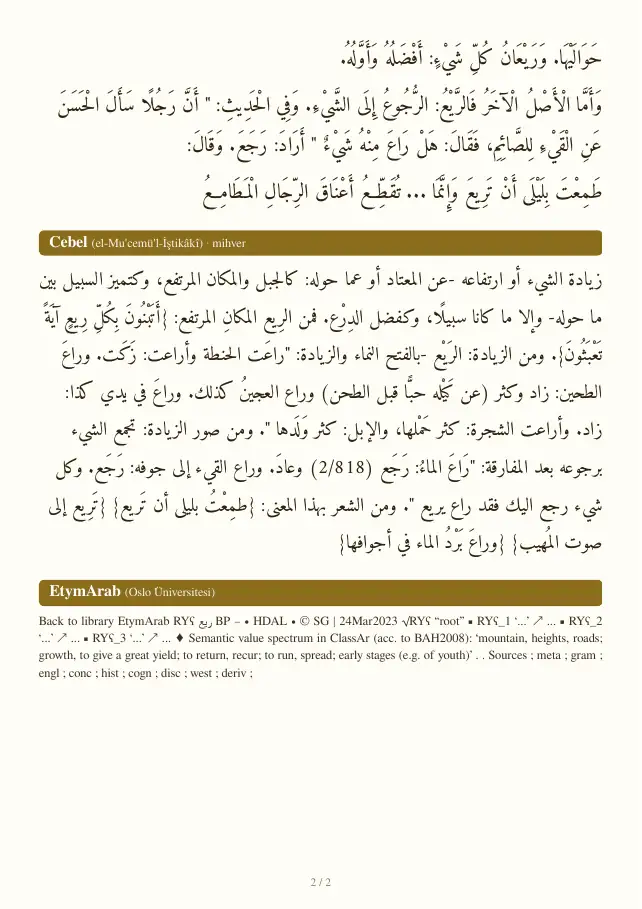 حَوَالَيْهَا. وَرَيْعَانُ كُلِّ شَيْءٍ: أَفْضَلُهُ وَأَوَّلُهُ.
وَأَمَّا الْأَصْلُ الْآخَرُ فَالرَّيْعُ: الرُّجُوعُ إِلَى الشَّيْءِ. وَفِي الْحَدِيثِ: " أَنَّ رَجُلًا سَأَلَ الْحَسَنَ
عَنِ الْقَيْءِ لِلصَّائِمِ، فَقَالَ: هَلْ رَاعَ مِنْهُ شَيْءٌ " أَرَادَ: رَجَعَ. وَقَالَ:
طَمِعْتَ بِلَيْلَى أَنْ تَرِيعَ وَإِنَّمَا ... تُقَطِّعُ أَعْنَاقَ الرِّجَالِ الْمَطَامِعُ
Cebel (el-Mu'cemü'l-İştikâkî) · mihver
زيادة الشيء أو ارتفاعه -عن المعتاد أو عما حوله: كالجبل والمكان المرتفع، وكتميز السبيل بين
ما حوله- وإلا ما كانا سبيلًا، وكفضل الدِرْع. فمن الرِيع المكانِ المرتفع: {أَتَبْنُونَ بِكُلِّ رِيعٍ آيَةً
تَعْبَثُونَ}. ومن الزيادة: الرَيْع -بالفتح النماء والزيادة: "راعَت الحنطة وأراعت: زَكَت. وراعَ
الطحين: زاد وكثر (عن كَيْله حبًّا قبل الطحن) وراع العجينُ كذلك. وراعَ في يدي كذا:
زاد. وأراعت الشجرة: كثر حَمْلها، والإبل: كثر وَلَدها ". ومن صور الزيادة: تجمع الشيء
برجوعه بعد المفارقة: "رَاعَ الماءُ: رَجَع (2/818) وعادَ. وراع القيء إلى جوفه: رَجَع. وكل
شيء رجع اليك فقد راع يريع ". ومن الشعر بهذا المعنى: {طمِعْتُ بليلى أن تَريع} {تَرِيع إلى
صوت المُهيب} {وراعَ بَرْدُ الماء في أجوافها}
EtymArab (Oslo Üniversitesi)
Back to library EtymArab RYʕ ريع BP – • HDAL • © SG | 24Mar2023 √RYʕ “root” ▪ RYʕ_1 ‘...’ ↗ ... ▪ RYʕ_2
‘...’ ↗ ... ▪ RYʕ_3 ‘...’ ↗ ... ♦ Semantic value spectrum in ClassAr (acc. to BAH2008): ‘mountain, heights, roads;
growth, to give a great yield; to return, recur; to run, spread; early stages (e.g. of youth)’ . . Sources ; meta ; gram ;
engl ; conc ; hist ; cogn ; disc ; west ; deriv ;
2 / 2